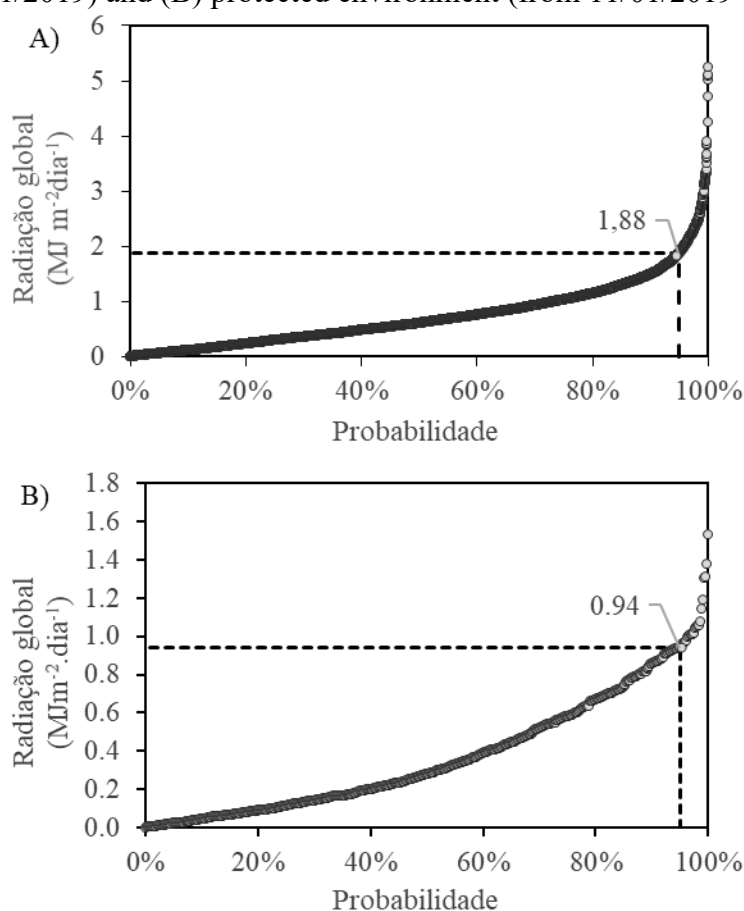 /2019) and (B) protected environment (from 11/01/2019
A)
Radiação global
(MJ m⁻²dia⁻¹)
6
5
4
3
2
1
0
1,88
0% 20% 40% 60% 80% 100%
Probabilidade
B)
Radiação global
(MJm⁻².dia⁻¹)
1.8
1.6
1.4
1.2
1.0
0.8
0.6
0.4
0.2
0.0
0.94
0% 20% 40% 60% 80% 100%
Probabilidade